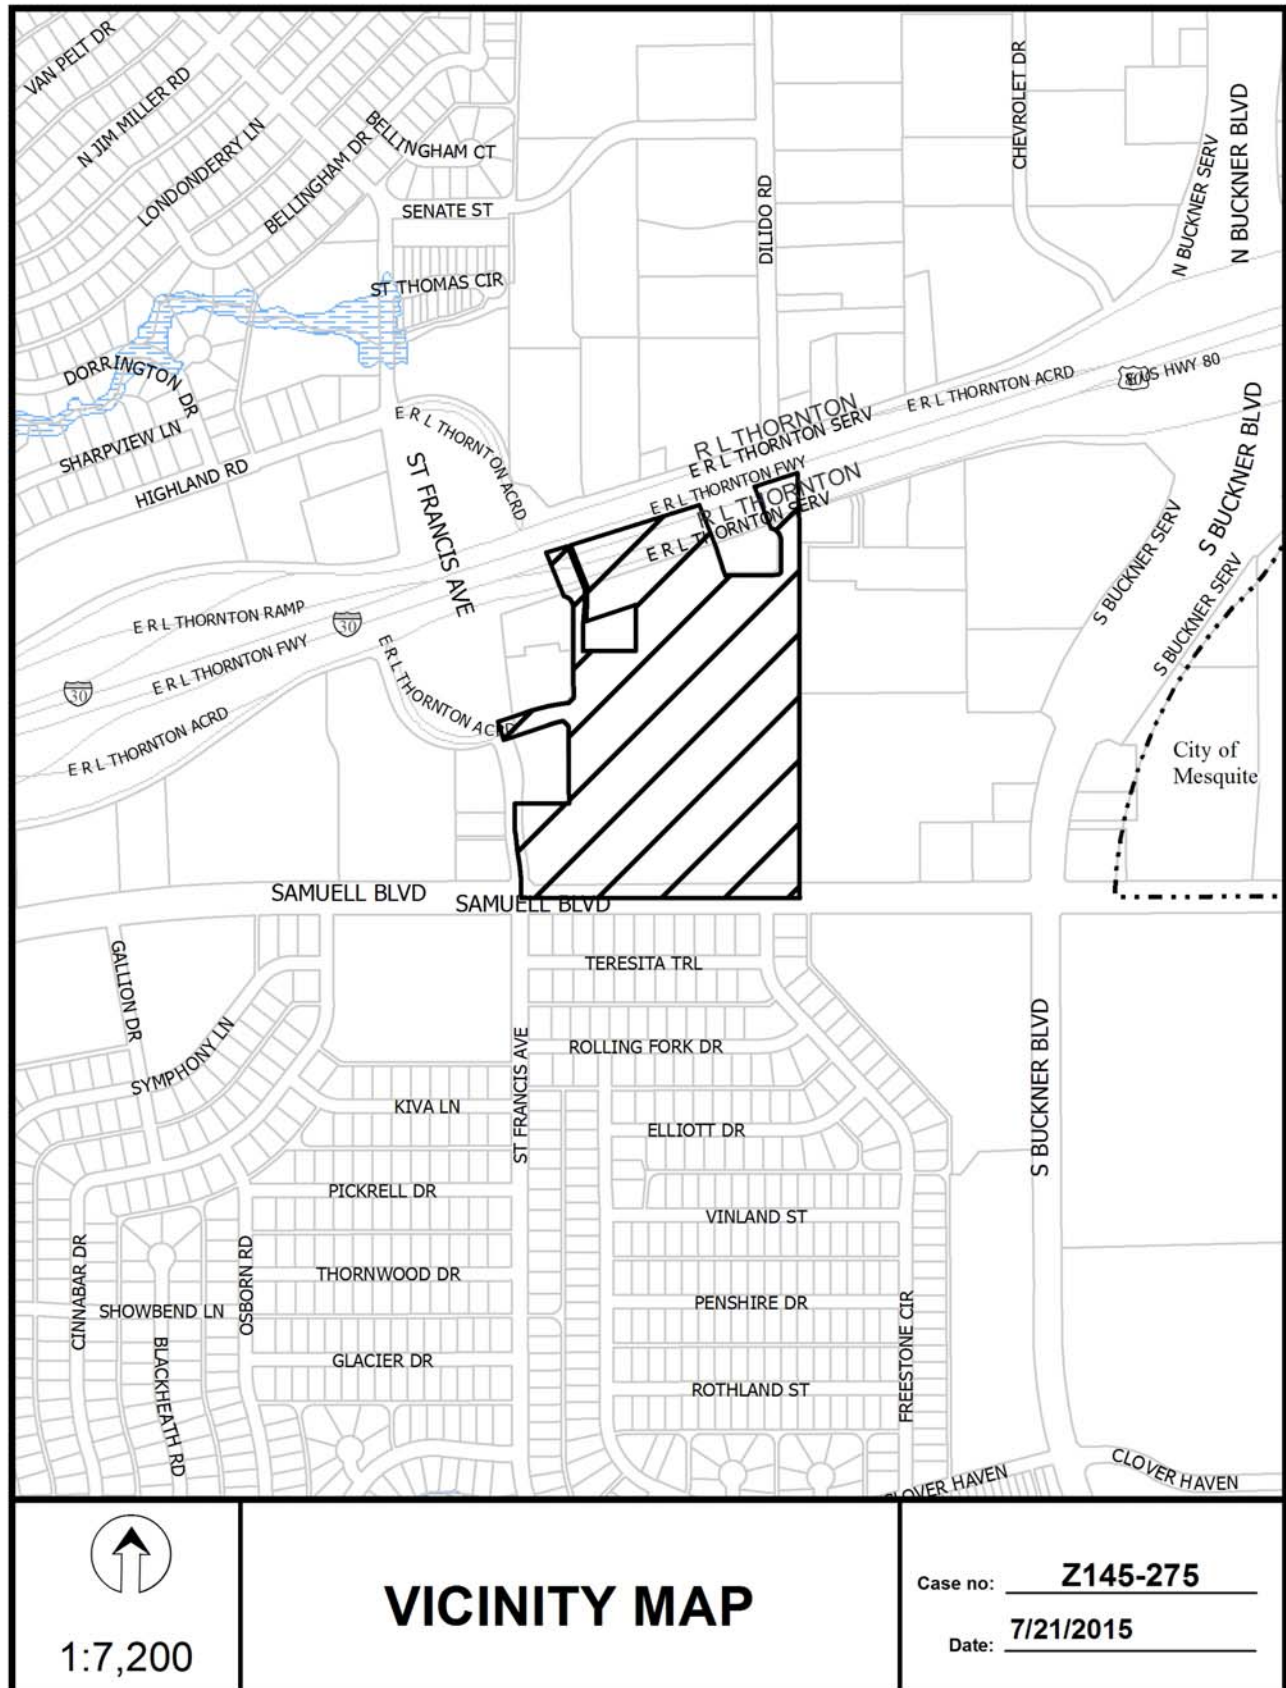 VAN PELT DR
N JIM MILLER RD
LONDONDERRY LN
BELLINGHAM DR
BELLINGHAM CT
SENATE ST
ST THOMAS CIR
DILIDO RD
CHEVROLET DR
N BUCKNER SERV
N BUCKNER BLVD
DORRINGTON DR
SHARPVIEW LN
HIGHLAND RD
E R L THORNTON ACRD
ST FRANCIS AVE
R L THORNTON
E R L THORNTON SERV
E R L THORNTON FWY
R L THORNTON
E R L THORNTON SERV
E R L THORNTON ACRD
80
E US HWY 80
S BUCKNER BLVD
S BUCKNER SERV
S BUCKNER SERV
E R L THORNTON RAMP
30
E R L THORNTON FWY
30
E R L THORNTON ACRD
E R L THORNTON ACRD
City of
Mesquite
SAMUELL BLVD
SAMUELL BLVD
GALLION DR
SYMPHONY LN
TERESITA TRL
ROLLING FORK DR
ST FRANCIS AVE
KIVA LN
ELLIOTT DR
S BUCKNER BLVD
PICKRELL DR
VINLAND ST
CINNABAR DR
OSBORN RD
THORNWOOD DR
SHOWBEND LN
PENSHIRE DR
BLACKHEATH RD
GLACIER DR
ROTHLAND ST
FREESTONE CIR
CLOVER HAVEN
CLOVER HAVEN
1:7,200
VICINITY MAP
Case no: Z145-275
Date: 7/21/2015